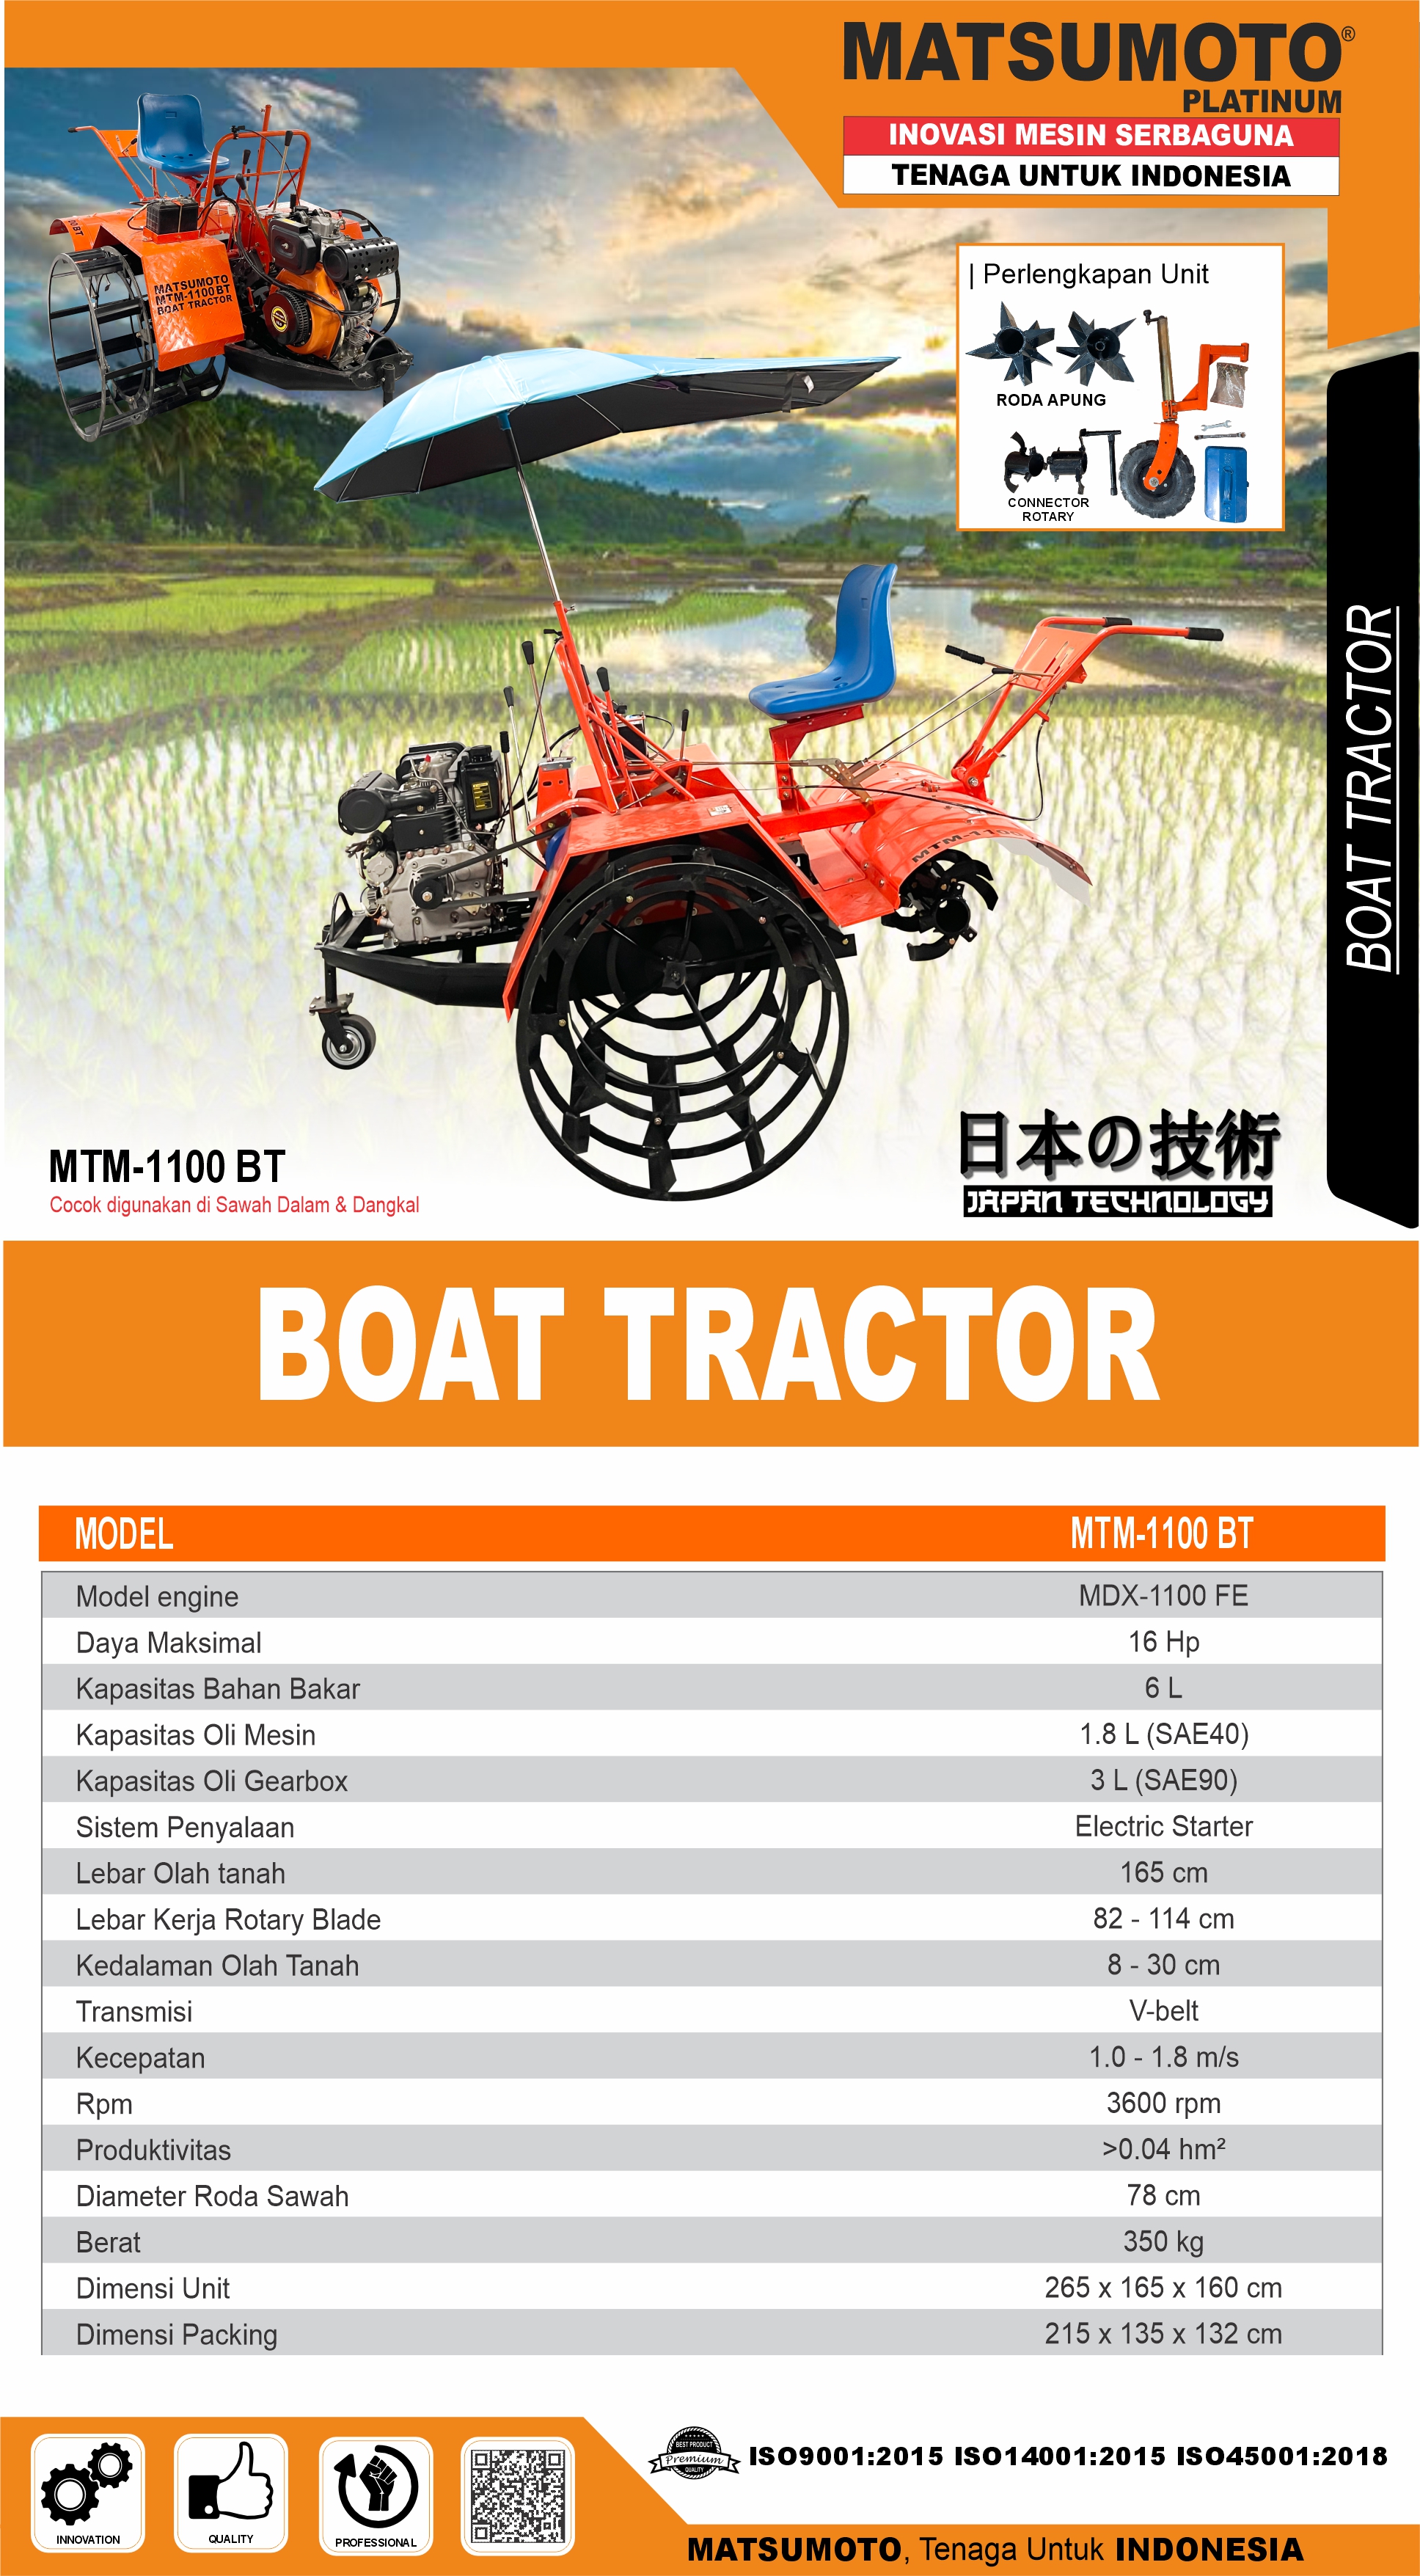 MATSUMOTO®
PLATINUM
INOVASI MESIN SERBAGUNA
TENAGA UNTUK INDONESIA
MATSUMOTO
MTM-1100 BT
BOAT TRACTOR
| Perlengkapan Unit
RODA APUNG
CONNECTOR
ROTARY
BOAT TRACTOR
MTM-1100 BT
Cocok digunakan di Sawah Dalam & Dangkal
日本の技術
JAPAN TECHNOLOGY
BOAT TRACTOR
MODEL MTM-1100 BT
Model engine MDX-1100 FE
Daya Maksimal 16 Hp
Kapasitas Bahan Bakar 6 L
Kapasitas Oli Mesin 1.8 L (SAE40)
Kapasitas Oli Gearbox 3 L (SAE90)
Sistem Penyalaan Electric Starter
Lebar Olah tanah 165 cm
Lebar Kerja Rotary Blade 82 - 114 cm
Kedalaman Olah Tanah 8 - 30 cm
Transmisi V-belt
Kecepatan 1.0 - 1.8 m/s
Rpm 3600 rpm
Produktivitas >0.04 hm²
Diameter Roda Sawah 78 cm
Berat 350 kg
Dimensi Unit 265 x 165 x 160 cm
Dimensi Packing 215 x 135 x 132 cm
INNOVATION
QUALITY
PROFESSIONAL
BEST PRODUCT
Premium
QUALITY
ISO9001:2015 ISO14001:2015 ISO45001:2018
MATSUMOTO, Tenaga Untuk INDONESIA